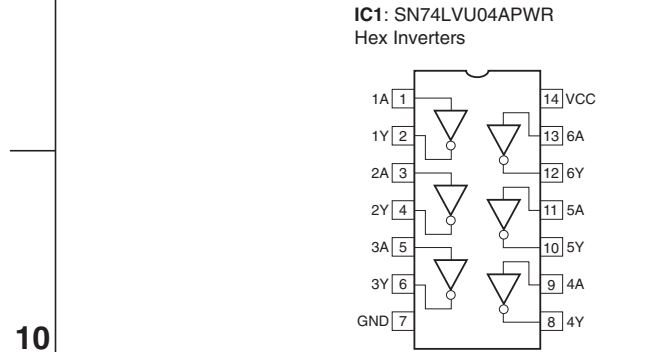 IC1: SN74LVU04APWR
Hex Inverters
1A 1 14 VCC
1Y 2 13 6A
2A 3 12 6Y
2Y 4 11 5A
3A 5 10 5Y
3Y 6 9 4A
GND 7 8 4Y
10